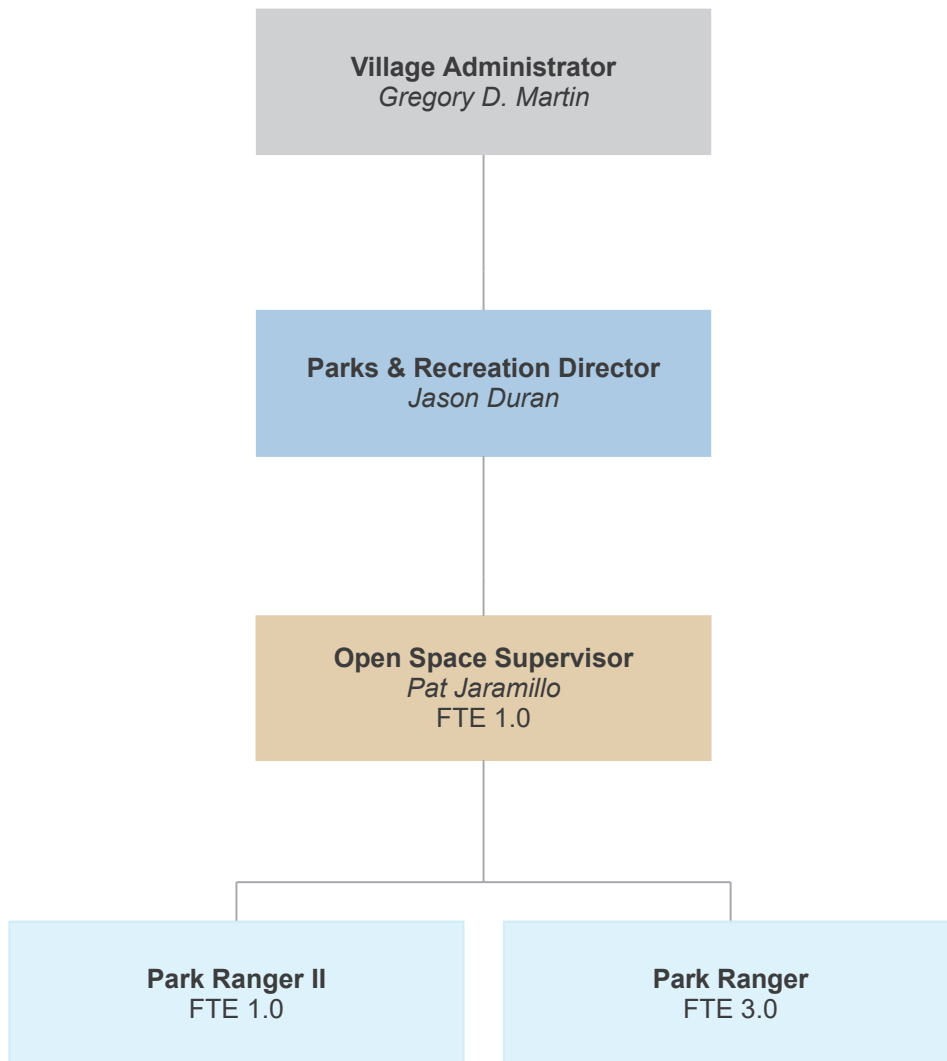 Village Administrator
Gregory D. Martin
Parks & Recreation Director
Jason Duran
Open Space Supervisor
Pat Jaramillo
FTE 1.0
Park Ranger II
FTE 1.0
Park Ranger
FTE 3.0